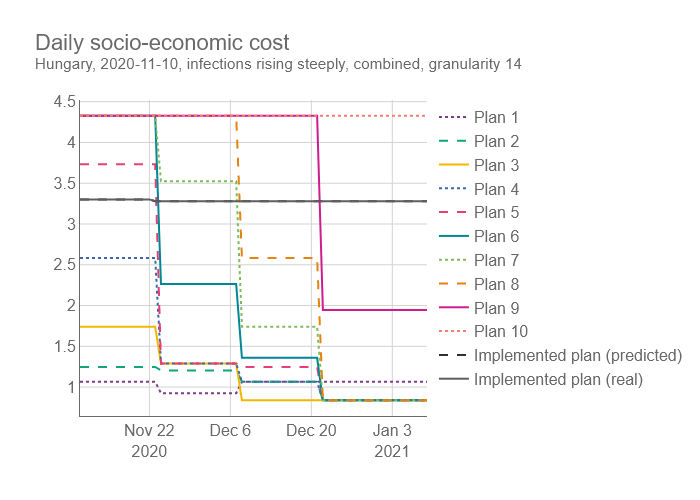 Daily socio-economic cost
Hungary, 2020-11-10, infections rising steeply, combined, granularity 14
4.5
4
3.5
3
2.5
2
1.5
1
Nov 22
2020
Dec 6
Dec 20
Jan 3
2021
Plan 1
Plan 2
Plan 3
Plan 4
Plan 5
Plan 6
Plan 7
Plan 8
Plan 9
Plan 10
Implemented plan (predicted)
Implemented plan (real)